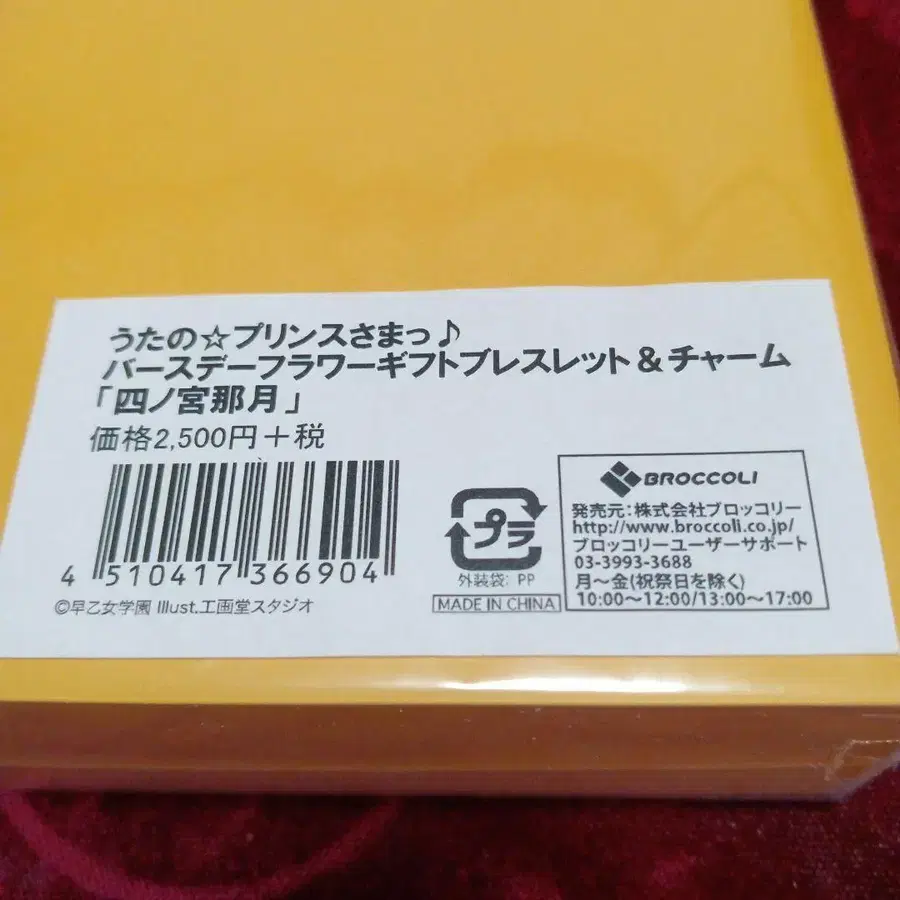 うたの☆プリンスさまっ♪
バースデーフラワーギフトブレスレット＆チャーム
「四ノ宮那月」
価格2,500円＋税
4 510417 366904
©早乙女学園 Illust.工画堂スタジオ
プラ
外装袋: PP
MADE IN CHINA
BROCCOLI
発売元：株式会社ブロッコリー
http://www.broccoli.co.jp/
ブロッコリーユーザーサポート
03-3993-3688
月～金(祝祭日を除く)
10:00～12:00/13:00～17:00